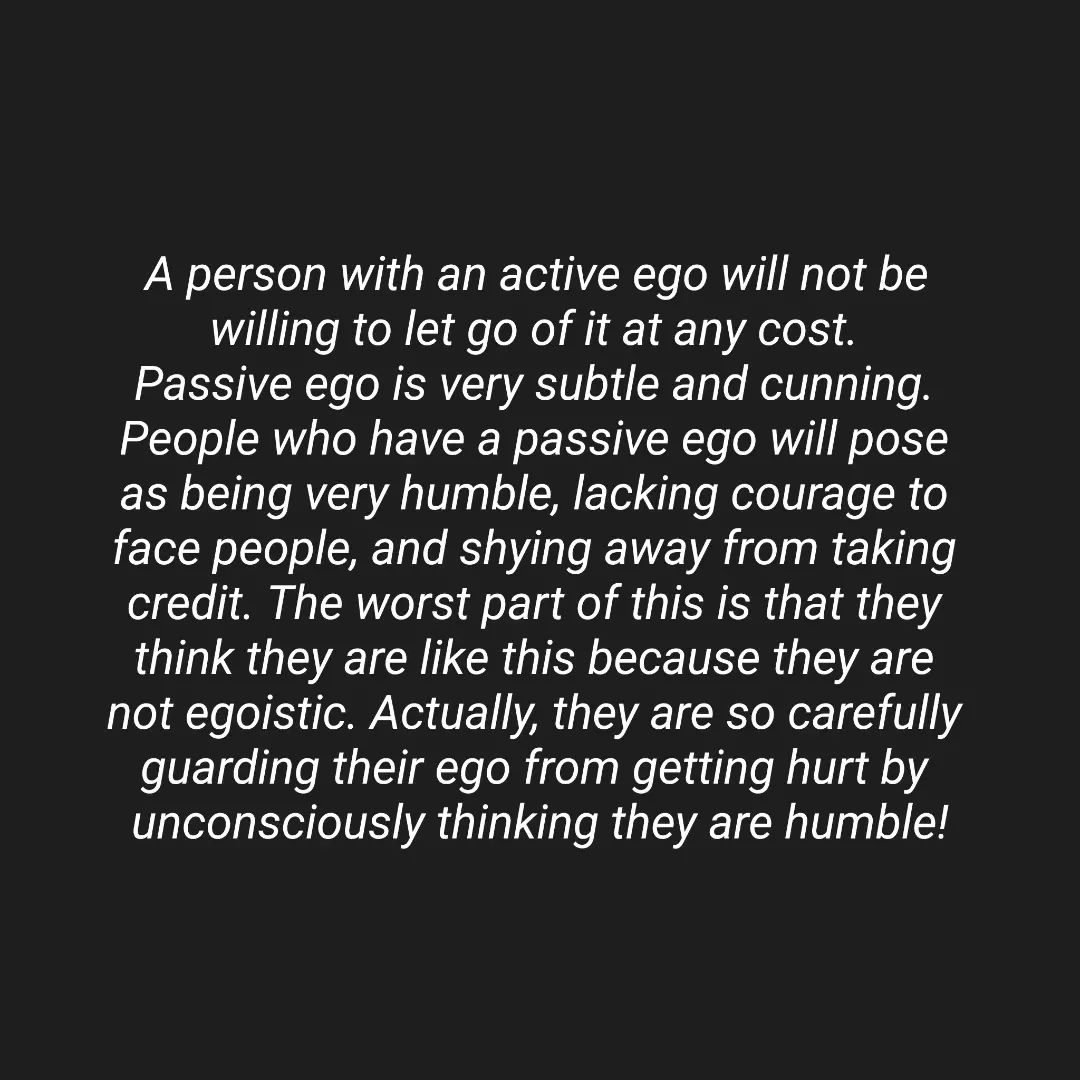 A person with an active ego will not be
willing to let go of it at any cost.
Passive ego is very subtle and cunning.
People who have a passive ego will pose
as being very humble, lacking courage to
face people, and shying away from taking
credit. The worst part of this is that they
think they are like this because they are
not egoistic. Actually, they are so carefully
guarding their ego from getting hurt by
unconsciously thinking they are humble!